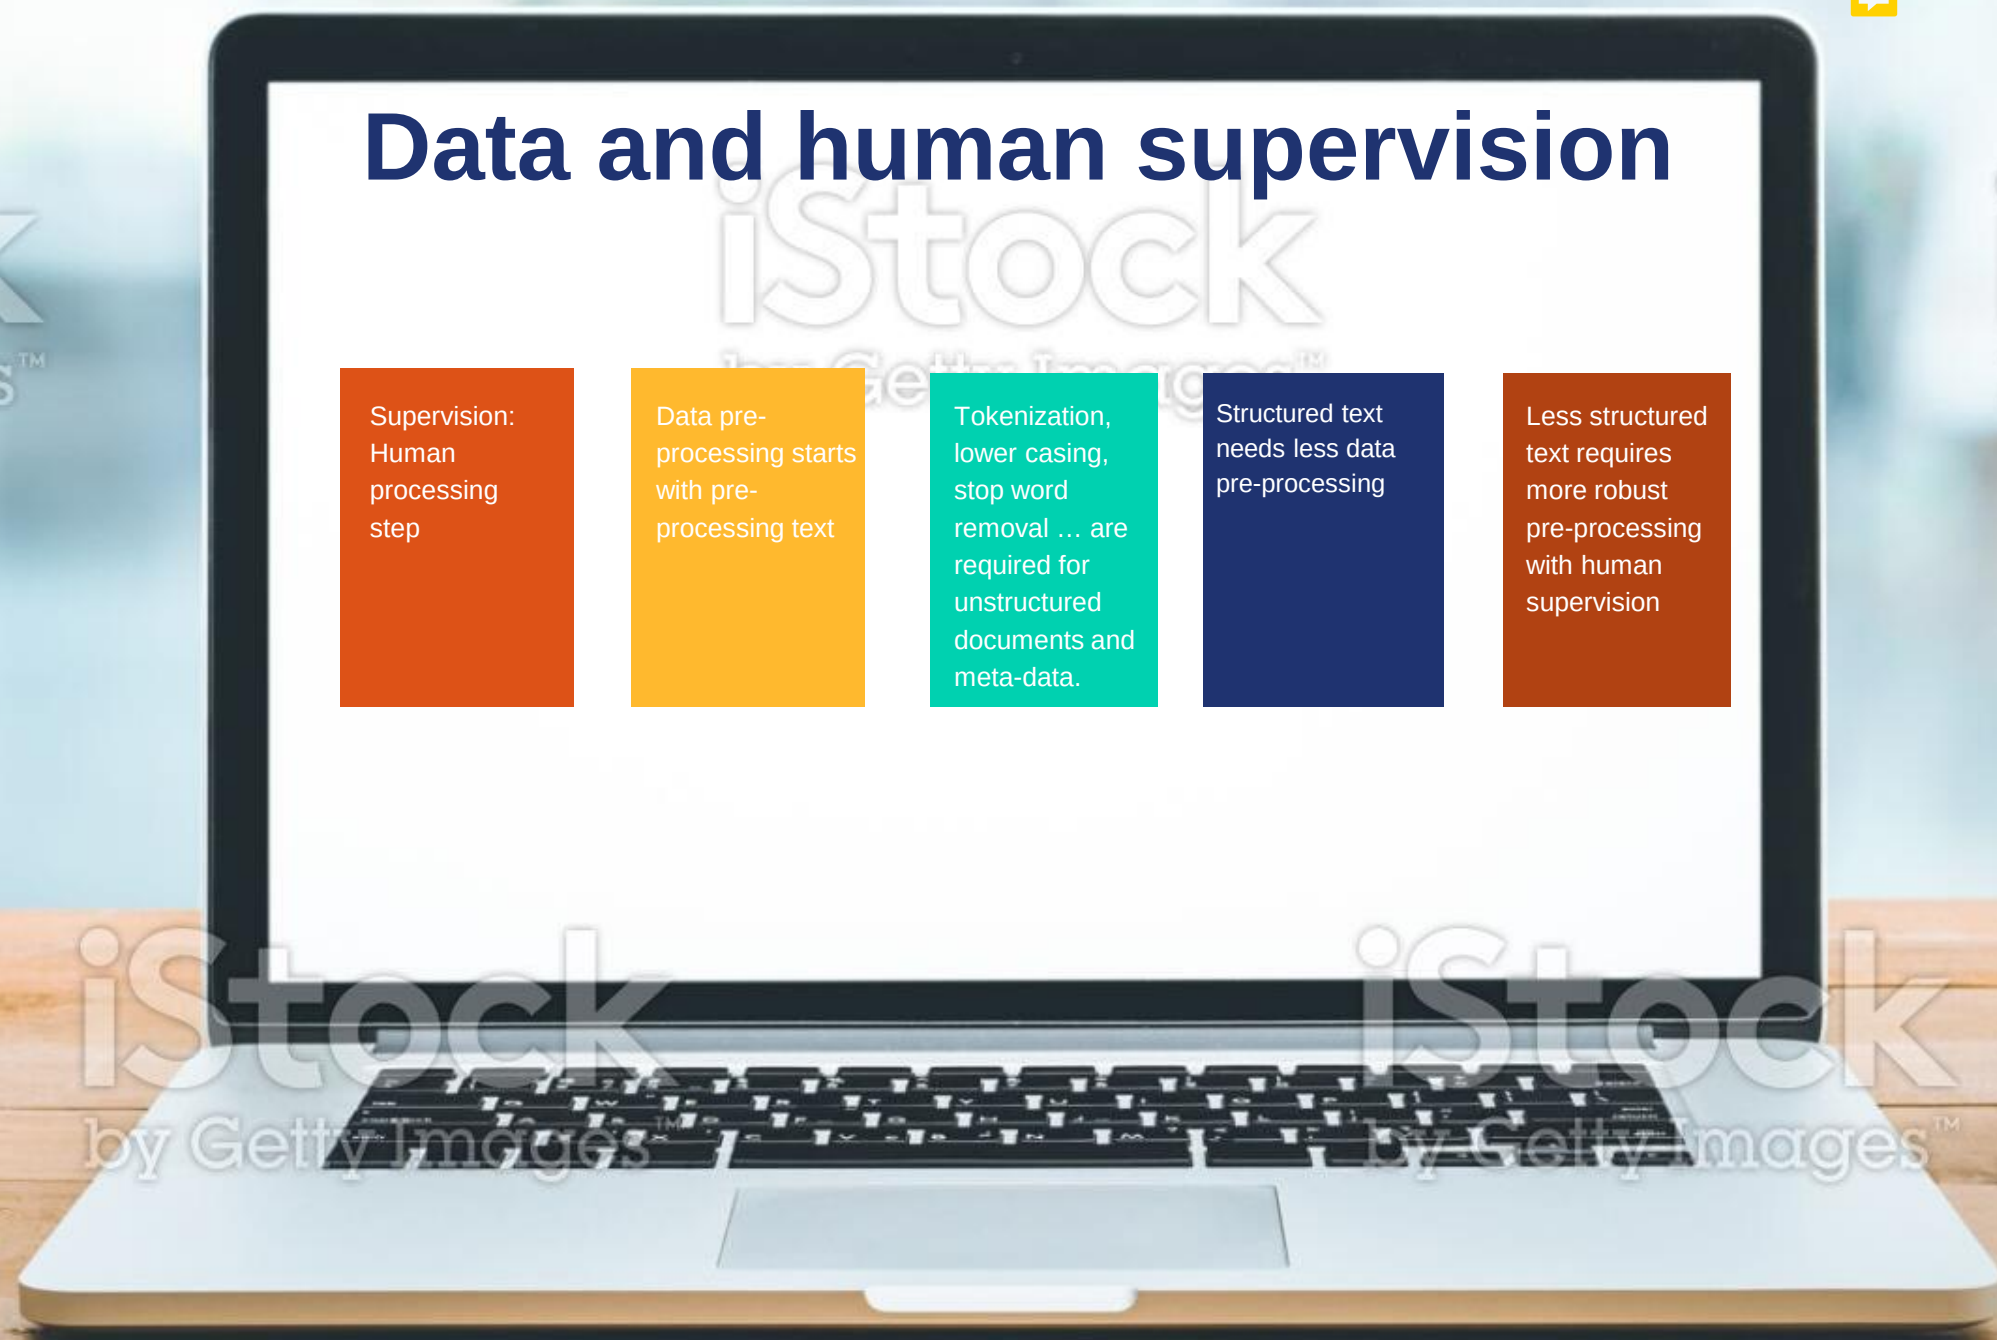 Data and human supervision
iStock
by Getty Images™
Supervision:
Human
processing
step
Data pre-
processing starts
with pre-
processing text
Tokenization,
lower casing,
stop word
removal … are
required for
unstructured
documents and
meta-data.
Structured text
needs less data
pre-processing
Less structured
text requires
more robust
pre-processing
with human
supervision
iStock
by Getty Images™
iStock
by Getty Images™